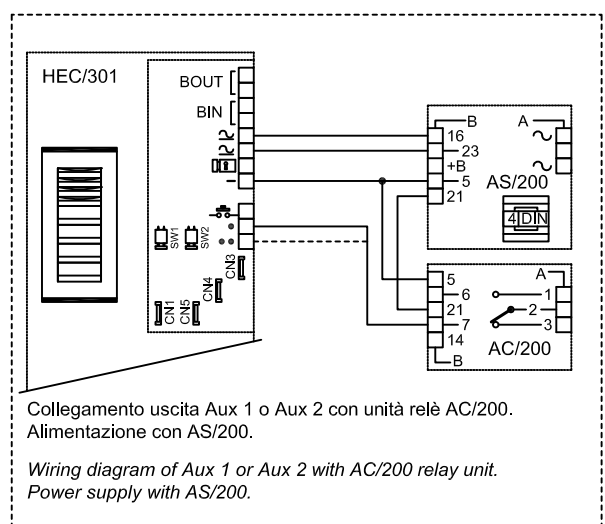 HEC/301
BOUT
BIN
SW1
SW2
CN3
CN4
CN1
CN5
B
A
16
23
+B
5
AS/200
21
4 DIN
5
A
6
1
21
2
7
3
14
AC/200
B
Collegamento uscita Aux 1 o Aux 2 con unità relè AC/200.
Alimentazione con AS/200.
Wiring diagram of Aux 1 or Aux 2 with AC/200 relay unit.
Power supply with AS/200.